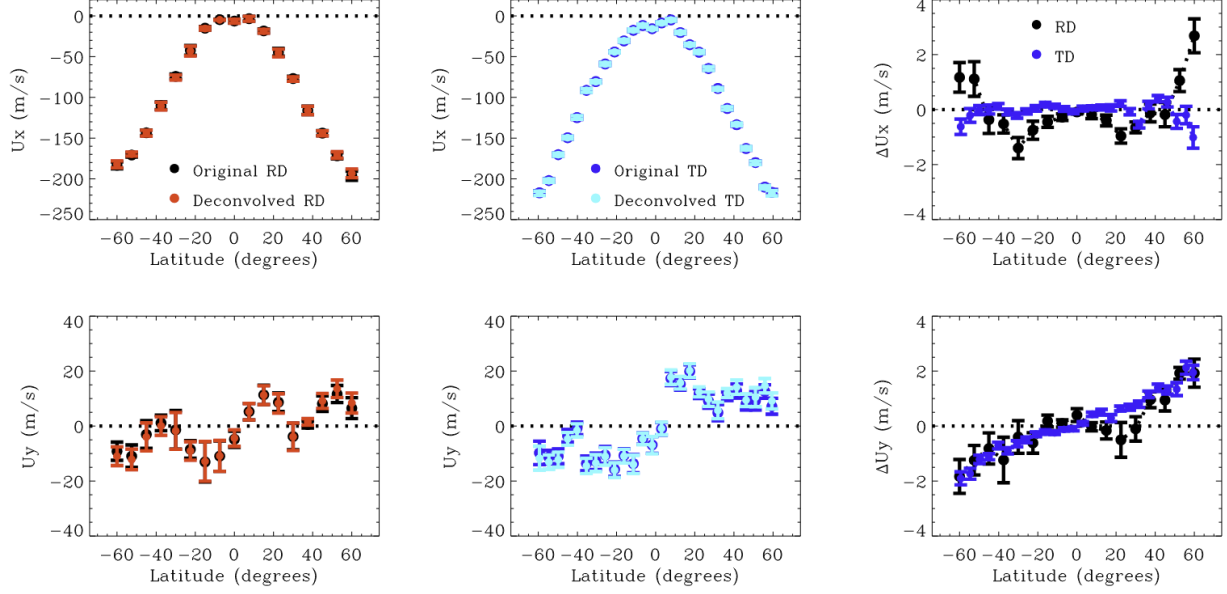 0
−50
−100
−150
−200
−250
Ux (m/s)
Original RD
Deconvolved RD
−60 −40 −20 0 20 40 60
Latitude (degrees)
0
−50
−100
−150
−200
−250
Ux (m/s)
Original TD
Deconvolved TD
−60 −40 −20 0 20 40 60
Latitude (degrees)
4
2
0
−2
−4
ΔUx (m/s)
RD
TD
−60 −40 −20 0 20 40 60
Latitude (degrees)
40
20
0
−20
−40
Uy (m/s)
−60 −40 −20 0 20 40 60
Latitude (degrees)
40
20
0
−20
−40
Uy (m/s)
−60 −40 −20 0 20 40 60
Latitude (degrees)
4
2
0
−2
−4
ΔUy (m/s)
−60 −40 −20 0 20 40 60
Latitude (degrees)